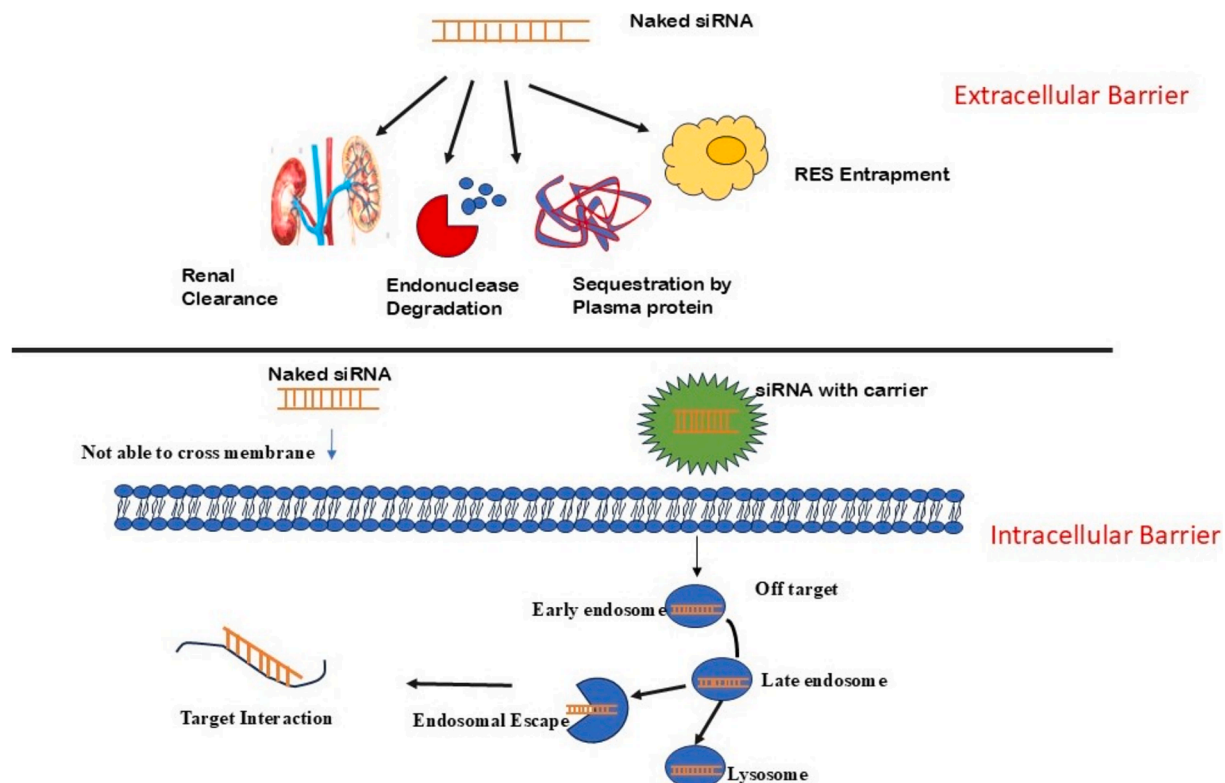 Naked siRNA
Extracellular Barrier
RES Entrapment
Renal
Clearance
Endonuclease
Degradation
Sequestration by
Plasma protein
Naked siRNA
siRNA with carrier
Not able to cross membrane
Intracellular Barrier
Off target
Early endosome
Late endosome
Target Interaction
Endosomal Escape
Lysosome